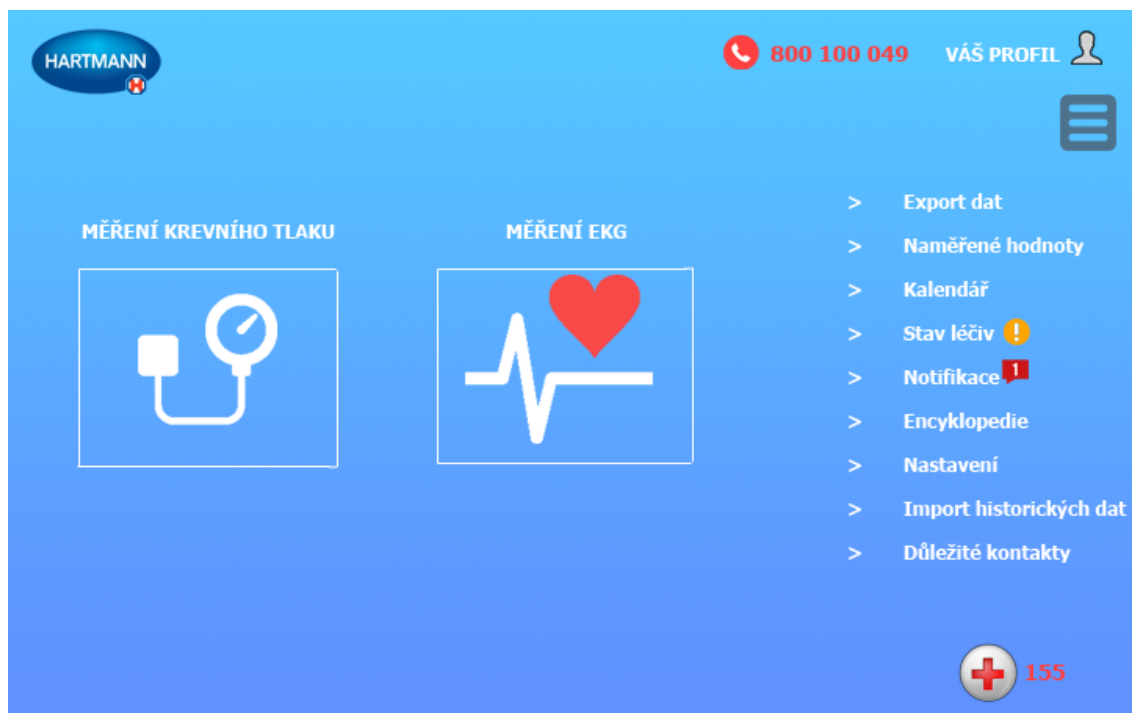 HARTMANN
800 100 049
VÁŠ PROFIL
MĚŘENÍ KREVNÍHO TLAKU
MĚŘENÍ EKG
> Export dat
> Naměřené hodnoty
> Kalendář
> Stav léčiv !
> Notifikace 1
> Encyklopedie
> Nastavení
> Import historických dat
> Důležité kontakty
155